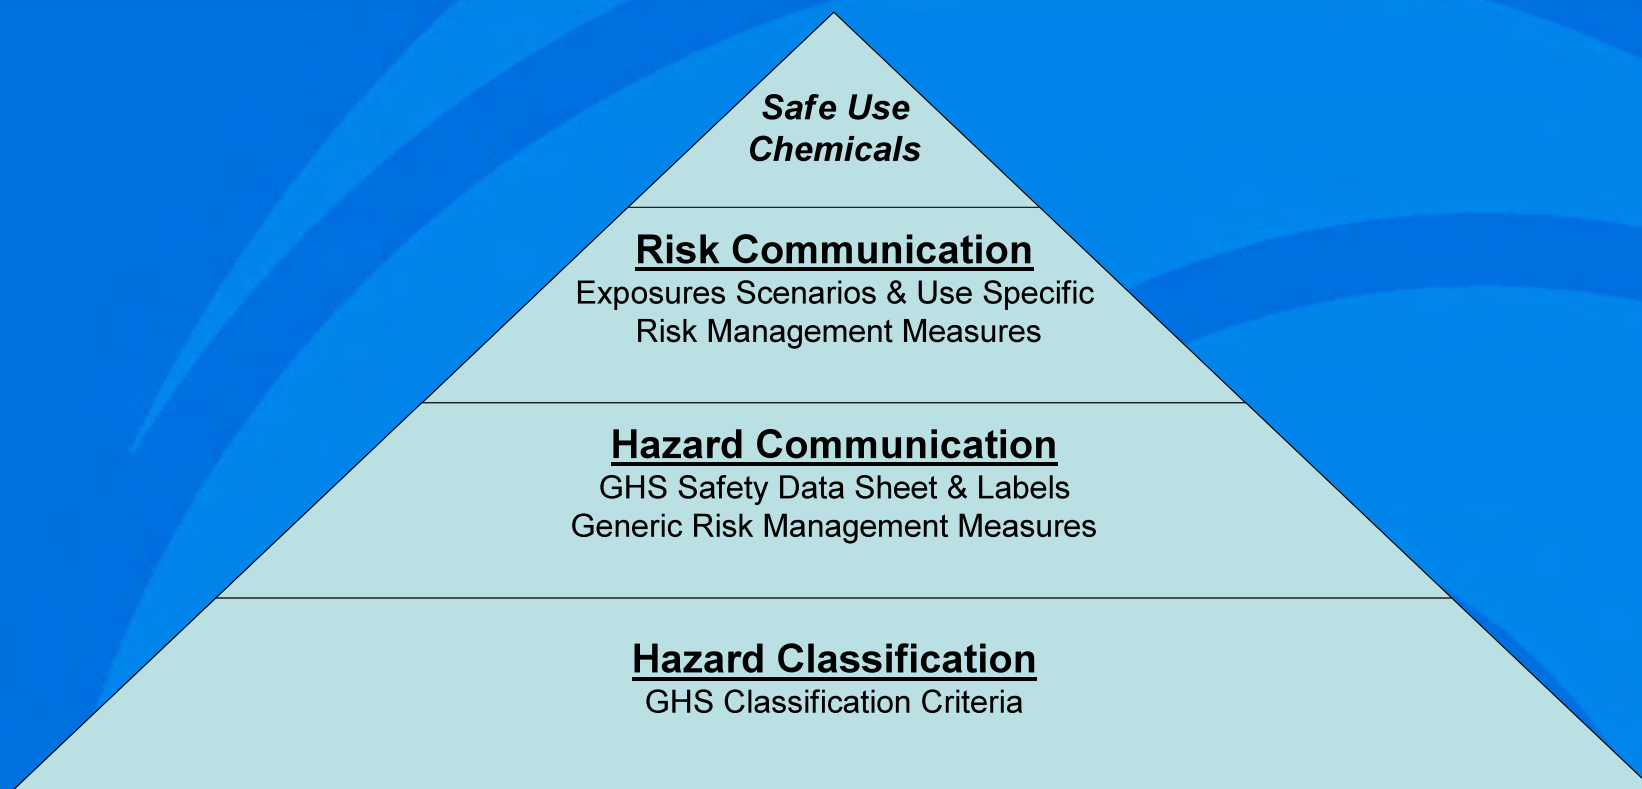 Safe Use
Chemicals
Risk Communication
Exposures Scenarios & Use Specific
Risk Management Measures
Hazard Communication
GHS Safety Data Sheet & Labels
Generic Risk Management Measures
Hazard Classification
GHS Classification Criteria